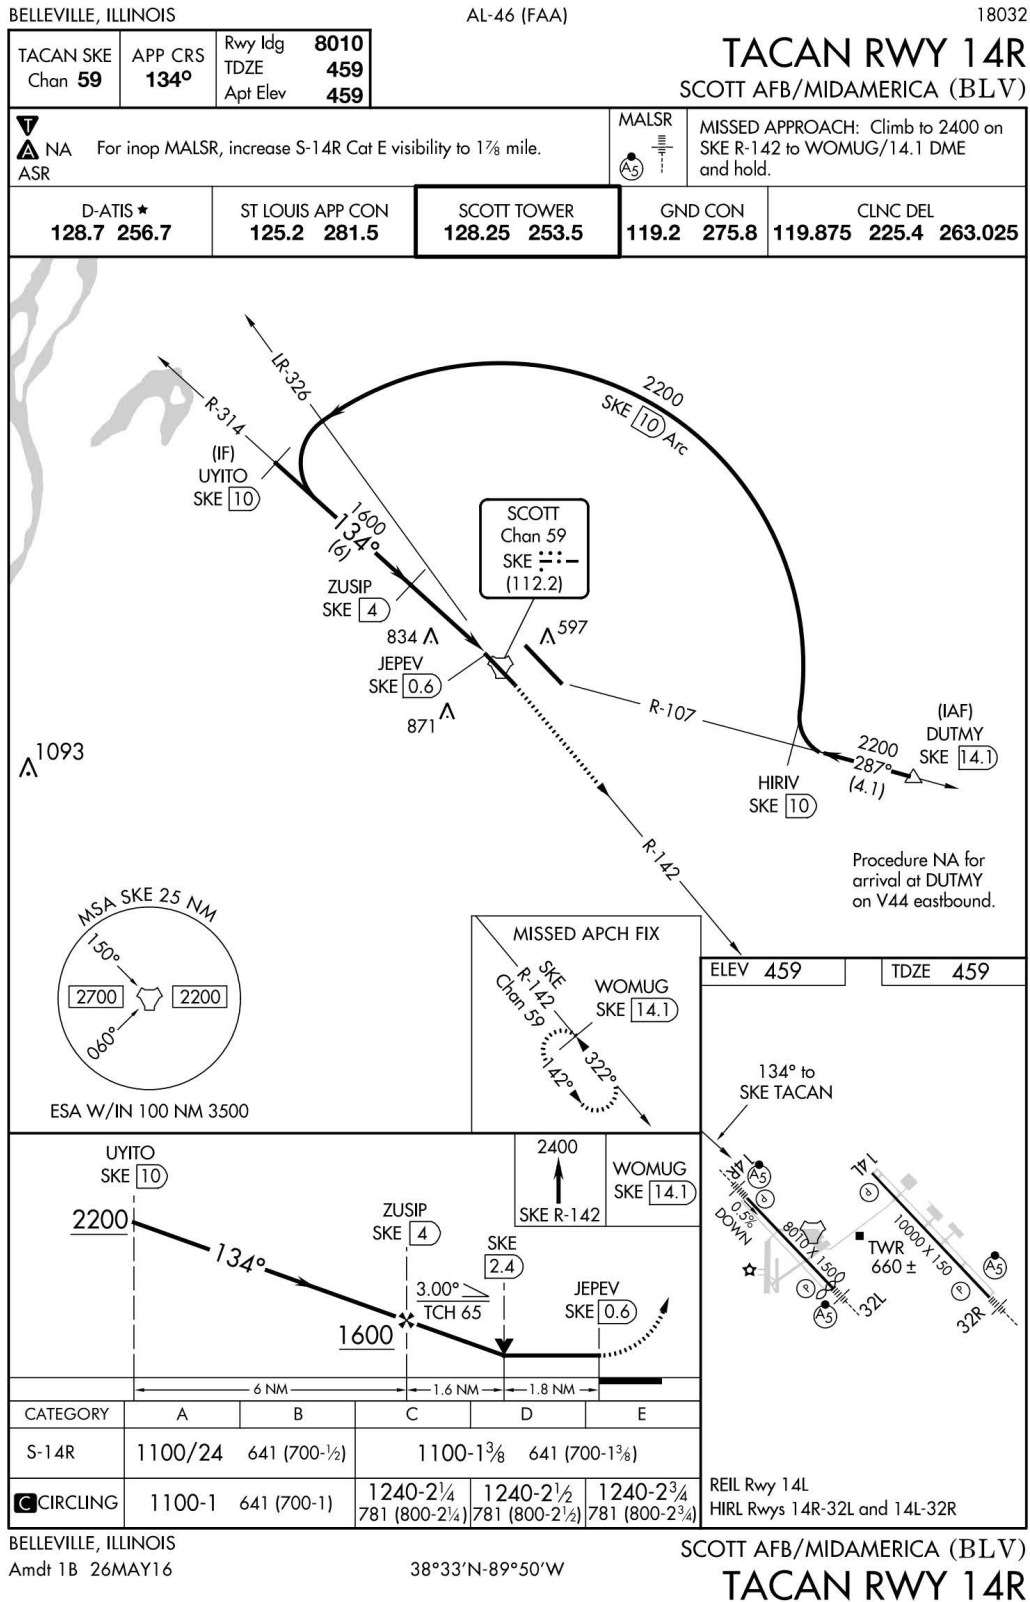 BELLEVILLE, ILLINOIS
AL-46 (FAA)
18032
TACAN SKE
Chan 59
APP CRS
134°
Rwy ldg 8010
TDZE 459
Apt Elev 459
TACAN RWY 14R
SCOTT AFB/MIDAMERICA (BLV)
T
A NA
ASR
For inop MALSR, increase S-14R Cat E visibility to 1⅞ mile.
MALSR
A5
MISSED APPROACH: Climb to 2400 on
SKE R-142 to WOMUG/14.1 DME
and hold.
D-ATIS ★
128.7 256.7
ST LOUIS APP CON
125.2 281.5
SCOTT TOWER
128.25 253.5
GND CON
119.2 275.8
CLNC DEL
119.875 225.4 263.025
LR-326
R-314
2200
SKE 10 Arc
(IF)
UYITO
SKE 10
1600
134°
(6)
SCOTT
Chan 59
SKE
(112.2)
ZUSIP
SKE 4
834
597
JEPEV
SKE 0.6
871
1093
R-107
(IAF)
DUTMY
SKE 14.1
2200
287°
(4.1)
HIRIV
SKE 10
R-142
Procedure NA for
arrival at DUTMY
on V44 eastbound.
MSA SKE 25 NM
150°
2700
2200
060°
ESA W/IN 100 NM 3500
MISSED APCH FIX
SKE
R-142
Chan 59
WOMUG
SKE 14.1
322°
142°
ELEV 459
TDZE 459
134° to
SKE TACAN
14R
A5
P
0.5%
DOWN
8010 X 150
P
A5
32L
14L
P
TWR
660 ±
10000 X 150
P
A5
32R
REIL Rwy 14L
HIRL Rwys 14R-32L and 14L-32R
UYITO
SKE 10
2200
134°
2400
SKE R-142
WOMUG
SKE 14.1
ZUSIP
SKE 4
1600
3.00°
TCH 65
SKE
2.4
JEPEV
SKE 0.6
6 NM
1.6 NM
1.8 NM
CATEGORY A B C D E
S-14R 1100/24 641 (700-½) 1100-1⅜ 641 (700-1⅜)
C CIRCLING 1100-1 641 (700-1)
1240-2¼
781 (800-2¼)
1240-2½
781 (800-2½)
1240-2¾
781 (800-2¾)
BELLEVILLE, ILLINOIS
Amdt 1B 26MAY16
38°33'N-89°50'W
SCOTT AFB/MIDAMERICA (BLV)
TACAN RWY 14R